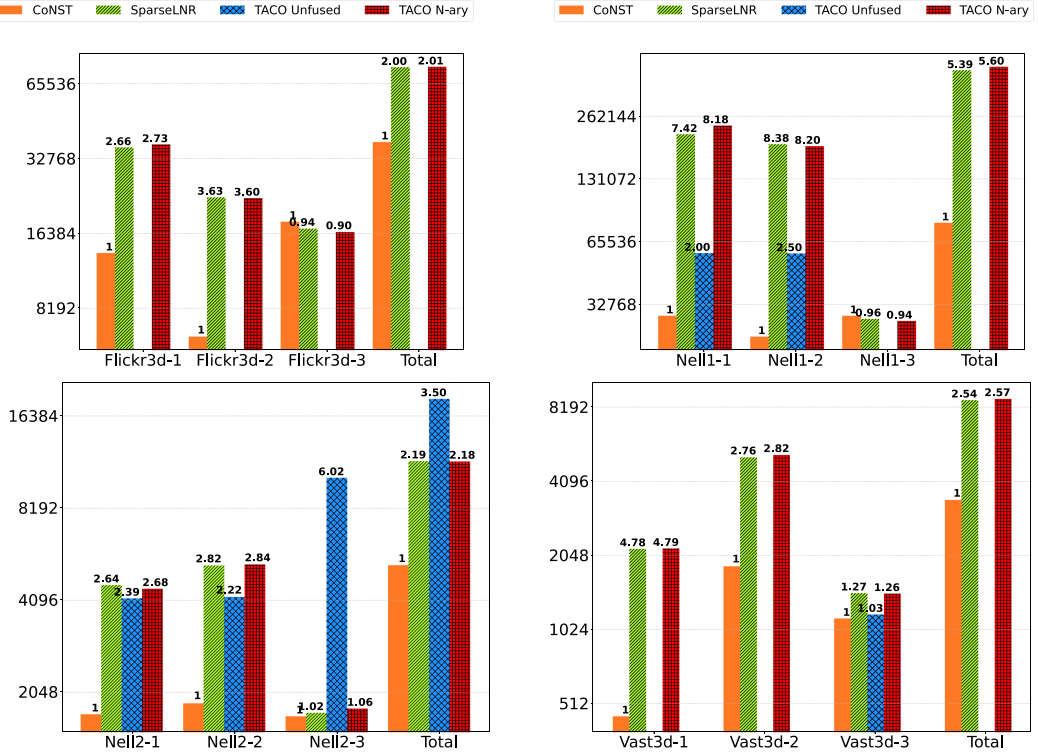 CoNST SparseLNR TACO Unfused TACO N-ary
CoNST SparseLNR TACO Unfused TACO N-ary
65536
32768
16384
8192
1 2.66 2.73
1 3.63 3.60
1 0.94 0.90
1 2.00 2.01
Flickr3d-1 Flickr3d-2 Flickr3d-3 Total
262144
131072
65536
32768
1 7.42 2.00 8.18
1 8.38 2.50 8.20
1 0.96 0.94
1 5.39 5.60
Nell1-1 Nell1-2 Nell1-3 Total
16384
8192
4096
2048
1 2.64 2.39 2.68
1 2.82 2.22 2.84
1 1.02 6.02 1.06
1 2.19 3.50 2.18
Nell2-1 Nell2-2 Nell2-3 Total
8192
4096
2048
1024
512
1 4.78 4.79
1 2.76 2.82
1 1.27 1.03 1.26
1 2.54 2.57
Vast3d-1 Vast3d-2 Vast3d-3 Total